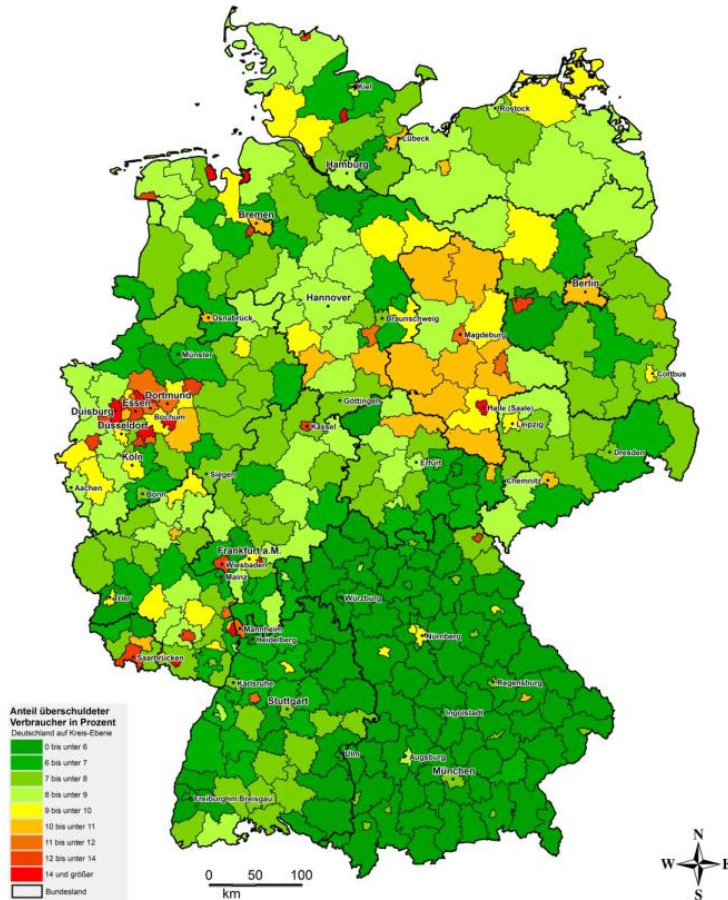 Kiel
Rostock
Lübeck
Hamburg
Bremen
Berlin
Hannover
Osnabrück
Braunschweig
Magdeburg
Münster
Cottbus
Dortmund
Essen
Duisburg
Bochum
Düsseldorf
Göttingen
Halle (Saale)
Leipzig
Kassel
Köln
Dresden
Erfurt
Siegen
Chemnitz
Aachen
Bonn
Frankfurt a.M.
Wiesbaden
Mainz
Trier
Würzburg
Mannheim
Heidelberg
Nürnberg
Saarbrücken
Karlsruhe
Regensburg
Stuttgart
Ingolstadt
Ulm
Augsburg
München
Freiburg Im Breisgau
Anteil überschuldeter
Verbraucher in Prozent
Deutschland auf Kreis-Ebene
0 bis unter 6
6 bis unter 7
7 bis unter 8
8 bis unter 9
9 bis unter 10
10 bis unter 11
11 bis unter 12
12 bis unter 14
14 und größer
Bundesland
0 50 100
km
N
W E
S